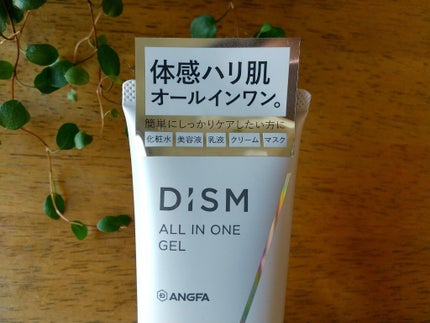 体感ハリ肌
オールインワン。
簡単にしっかりケアしたい方に
化粧水 美容液 乳液 クリーム マスク
DISM
ALL IN ONE
GEL
ANGFA